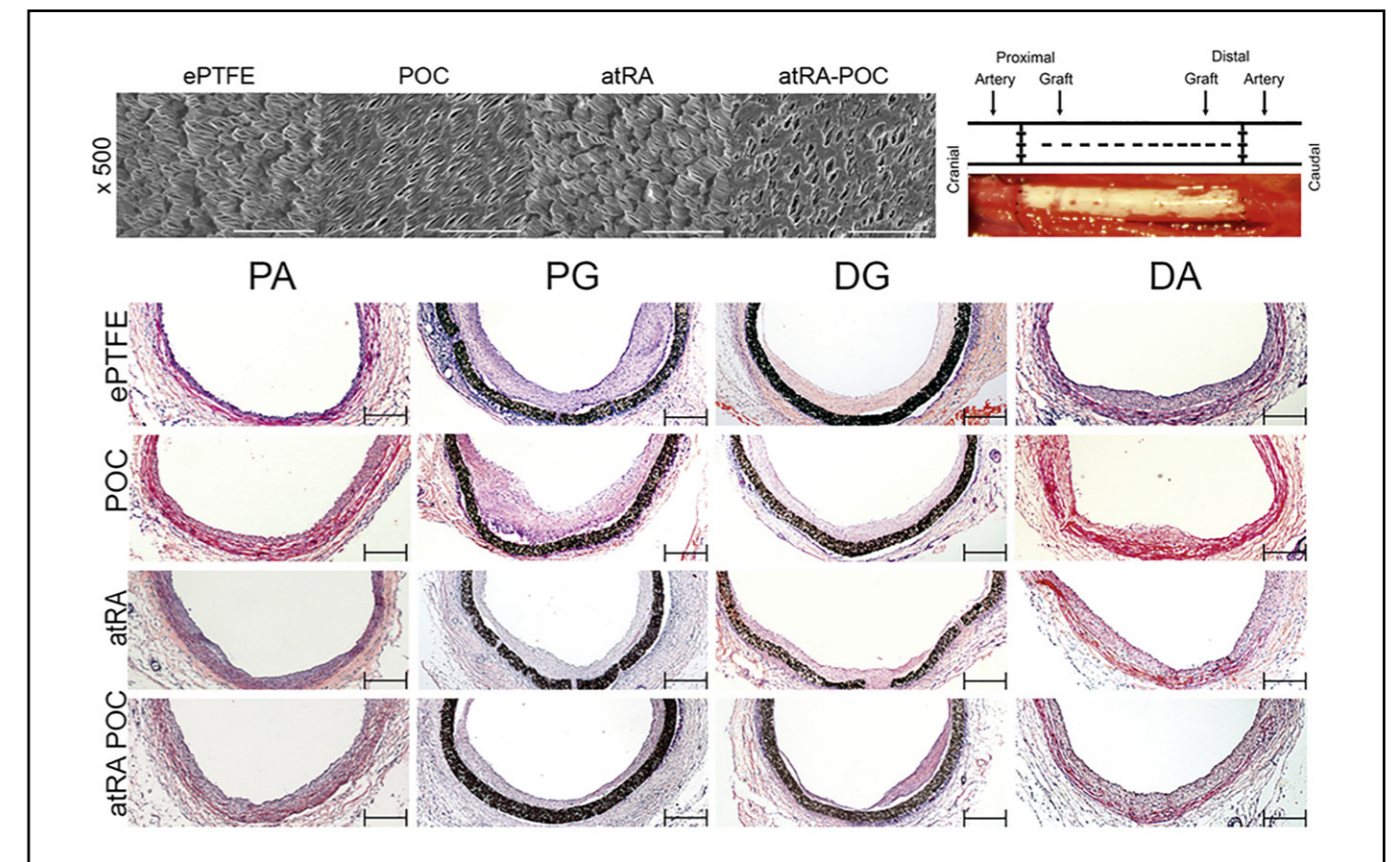 ePTFE POC atRA atRA-POC
x 500
Proximal Distal
Artery Graft Graft Artery
Cranial
Caudal
PA PG DG DA
ePTFE
POC
atRA
atRA POC